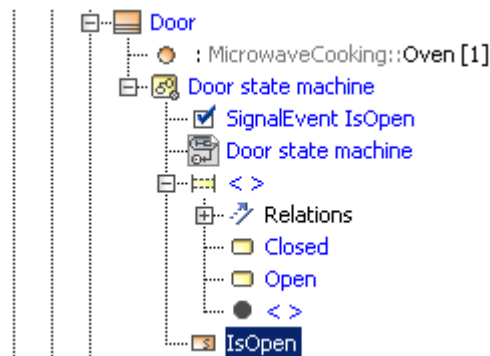 Door
: MicrowaveCooking::Oven [1]
Door state machine
SignalEvent IsOpen
Door state machine
< >
Relations
Closed
Open
< >
S IsOpen